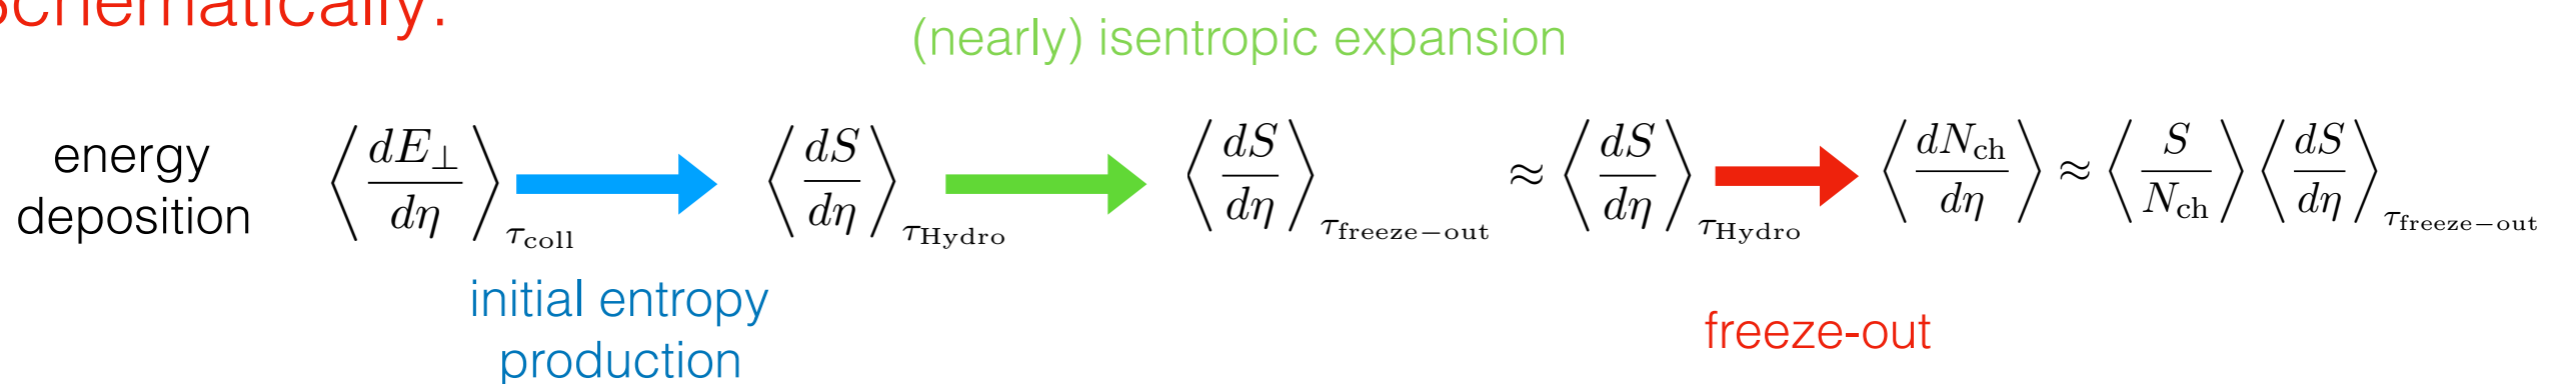 Schematically:
(nearly) isentropic expansion
energy deposition ⟨dE⊥/dη⟩τcoll ⟨dS/dη⟩τHydro ⟨dS/dη⟩τfreeze−out ≈ ⟨dS/dη⟩τHydro ⟨dNch/dη⟩ ≈ ⟨S/Nch⟩ ⟨dS/dη⟩τfreeze−out
initial entropy
production
freeze-out